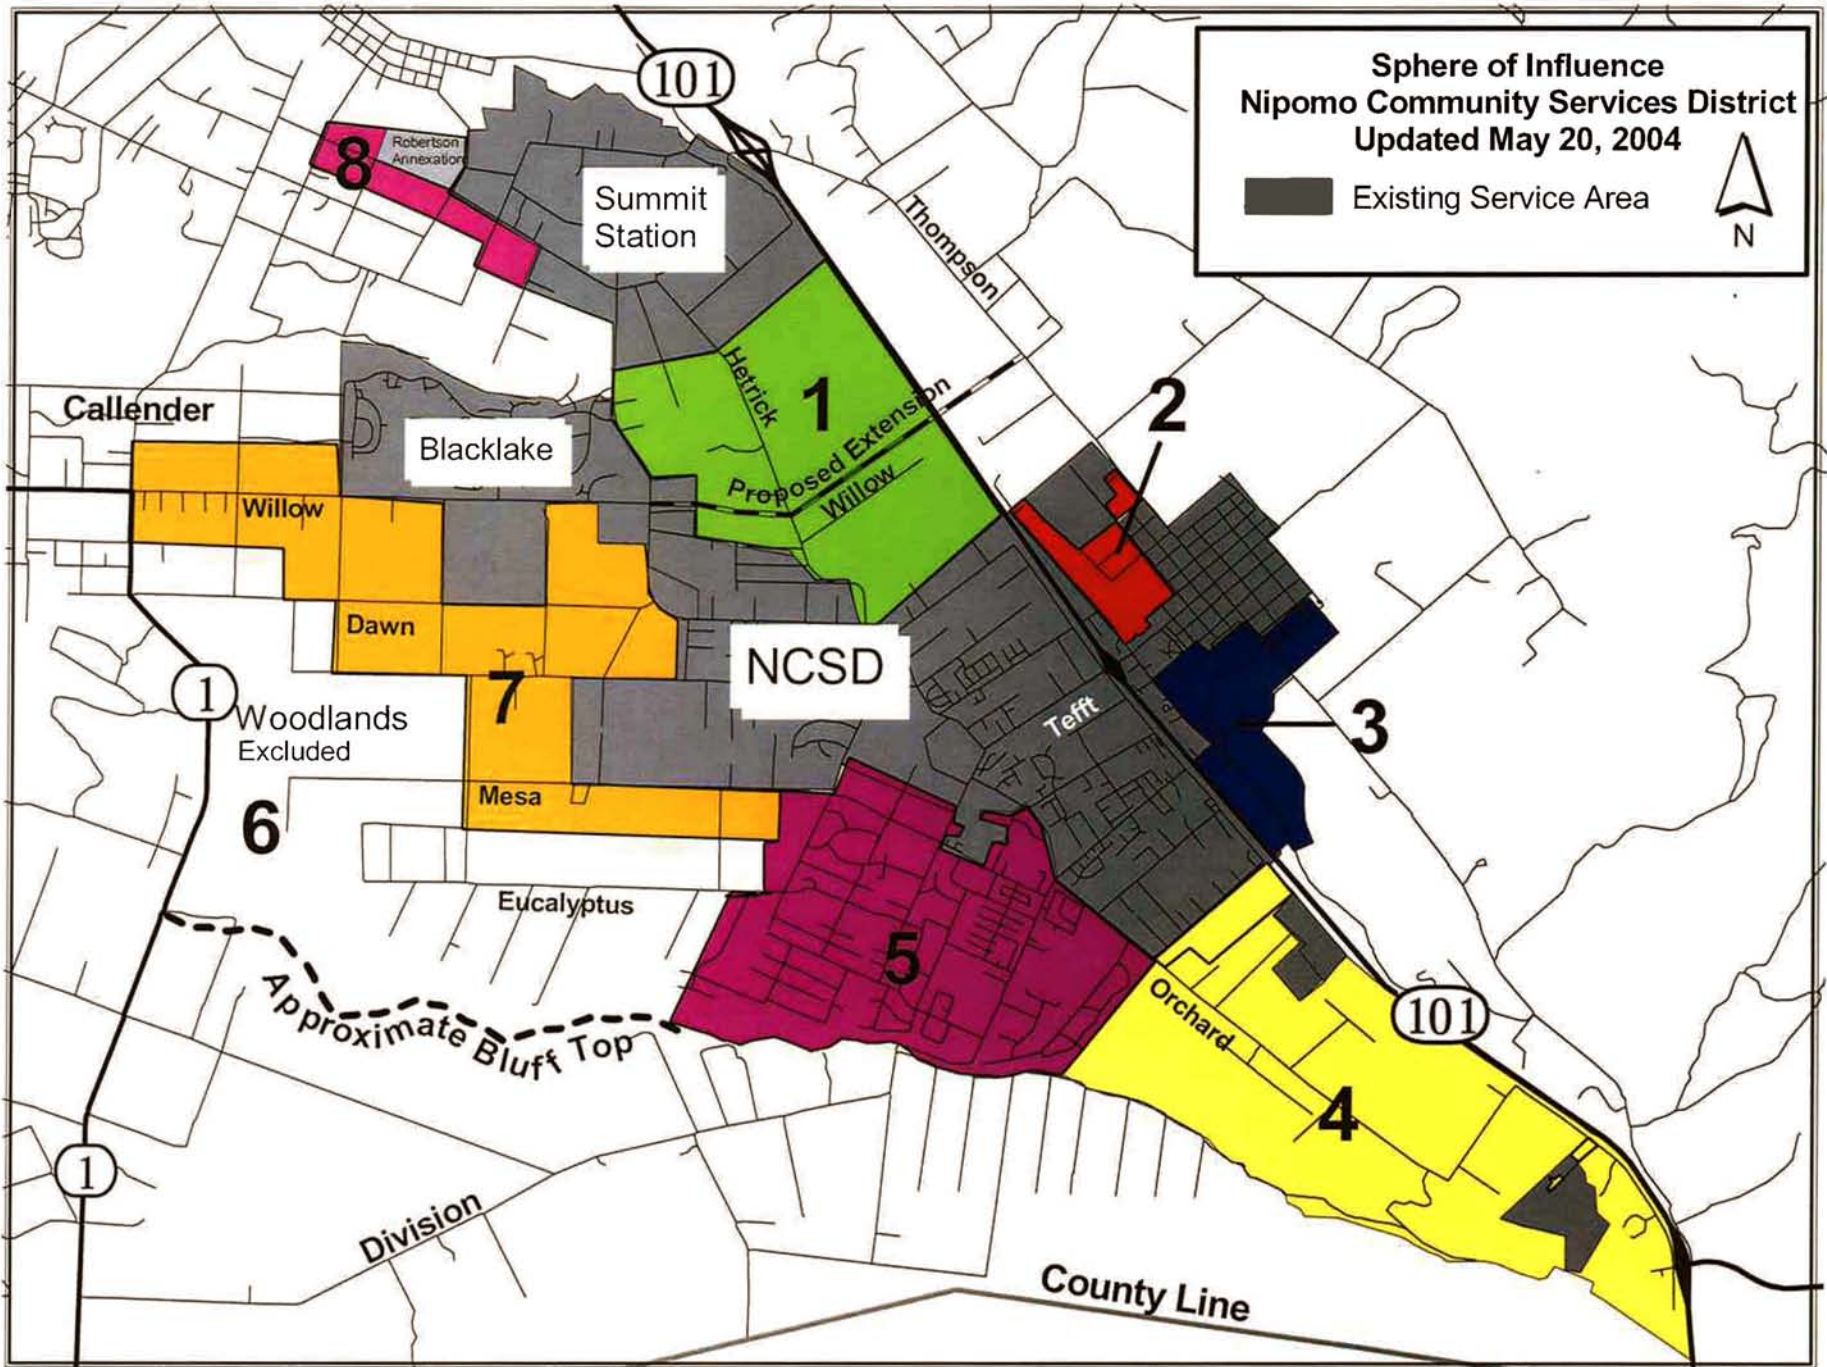 Sphere of Influence
Nipomo Community Services District
Updated May 20, 2004
Existing Service Area
N
101
8
Robertson
Annexation
Summit
Station
Thompson
Hetrick
1
2
Callender
Blacklake
Proposed Extension
Willow
Willow
Dawn
NCSD
7
1
Woodlands
Excluded
Tefft
3
Mesa
6
Eucalyptus
5
Approximate Bluff Top
Orchard
101
4
1
Division
County Line